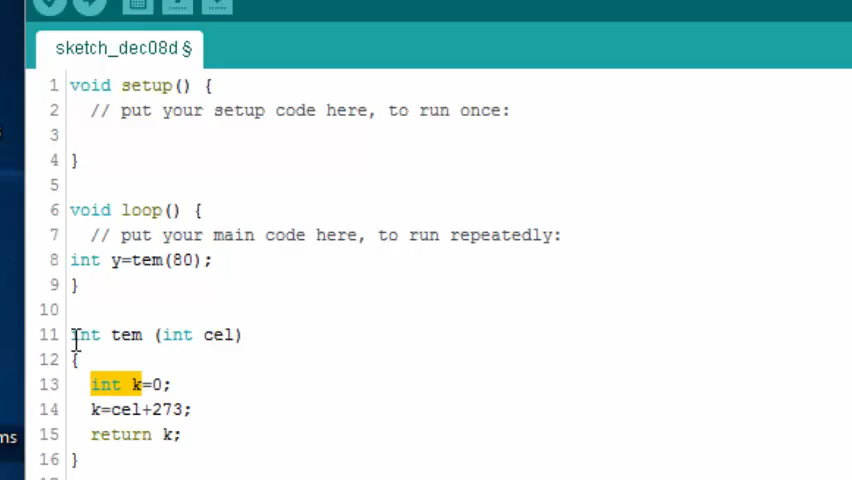 sketch_dec08d §
1 void setup() {
2 // put your setup code here, to run once:
3
4 }
5
6 void loop() {
7 // put your main code here, to run repeatedly:
8 int y=tem(80);
9 }
10
11 int tem (int cel)
12 {
13 int k=0;
14 k=cel+273;
15 return k;
16 }
ms